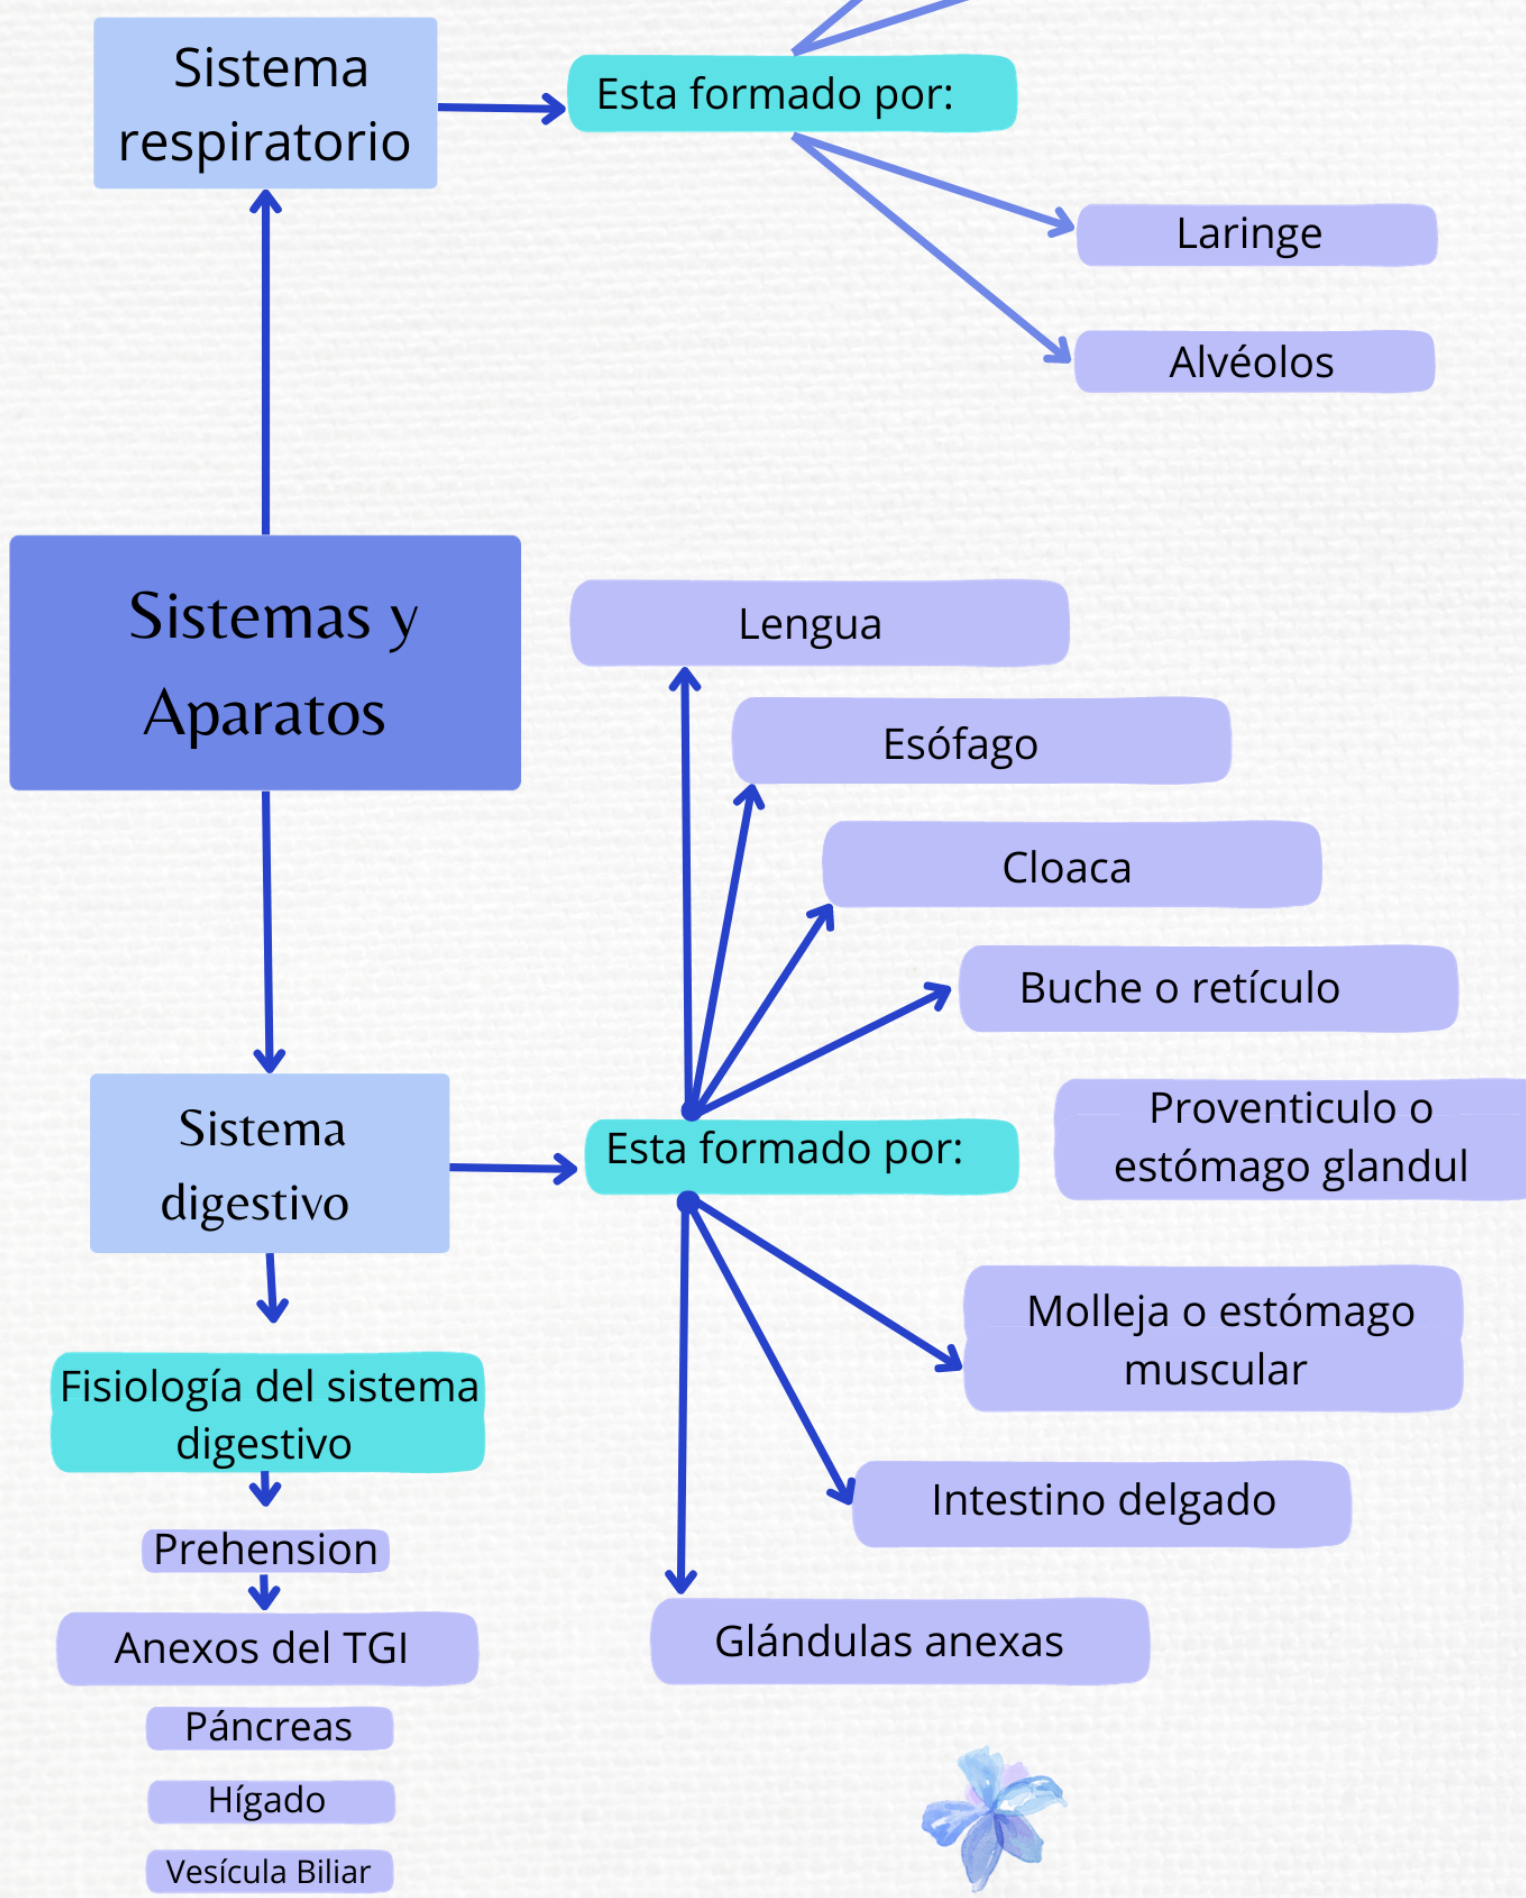 Sistema
respiratorio
Esta formado por:
Laringe
Alvéolos
Sistemas y
Aparatos
Lengua
Esófago
Cloaca
Buche o retículo
Sistema
digestivo
Esta formado por:
Proventiculo o
estómago glandul
Molleja o estómago
muscular
Intestino delgado
Glándulas anexas
Fisiología del sistema
digestivo
Prehension
Anexos del TGI
Páncreas
Hígado
Vesícula Biliar